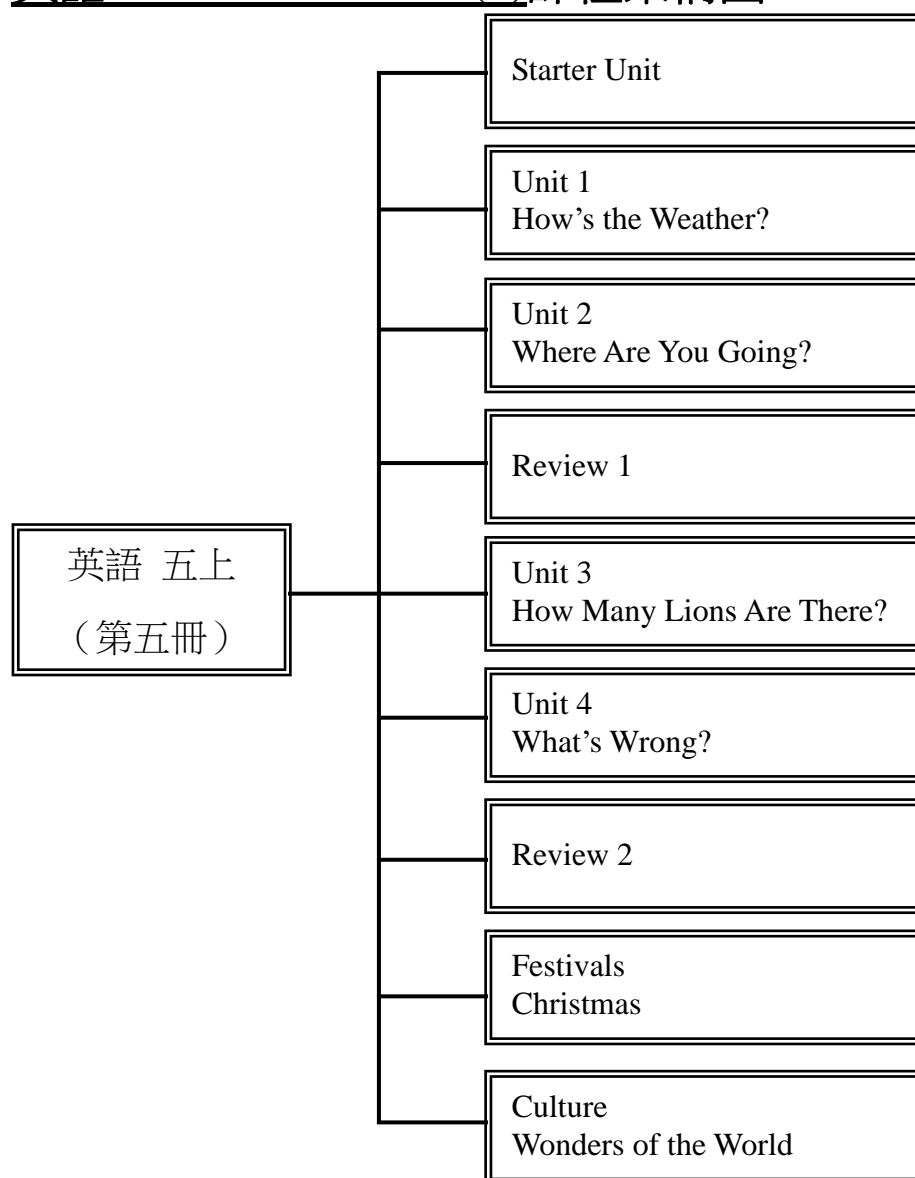 Starter Unit
Unit 1
How’s the Weather?
Unit 2
Where Are You Going?
Review 1
英語 五上
（第五冊）
Unit 3
How Many Lions Are There?
Unit 4
What’s Wrong?
Review 2
Festivals
Christmas
Culture
Wonders of the World